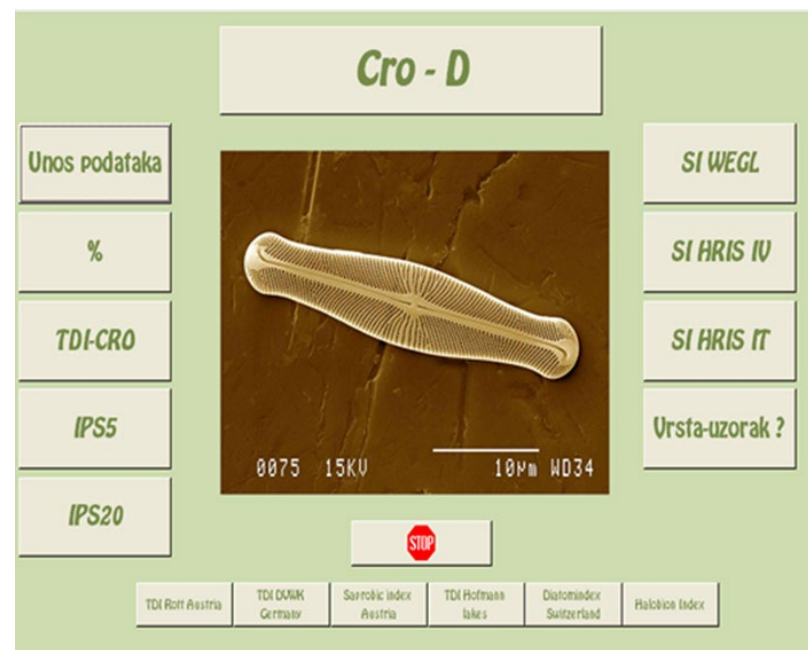 Cro - D
Unos podataka
%
TDI-CRO
IPS5
IPS20
SI WEGL
SI HRIS IV
SI HRIS IT
Vrsta-uzorak ?
0075 15KV 10µm WD34
STOP
TDI Rott Austria
TDI DVWK
Germany
Saprobic index
Austria
TDI Hofmann
lakes
Diatomindex
Switzerland
Halobion Index